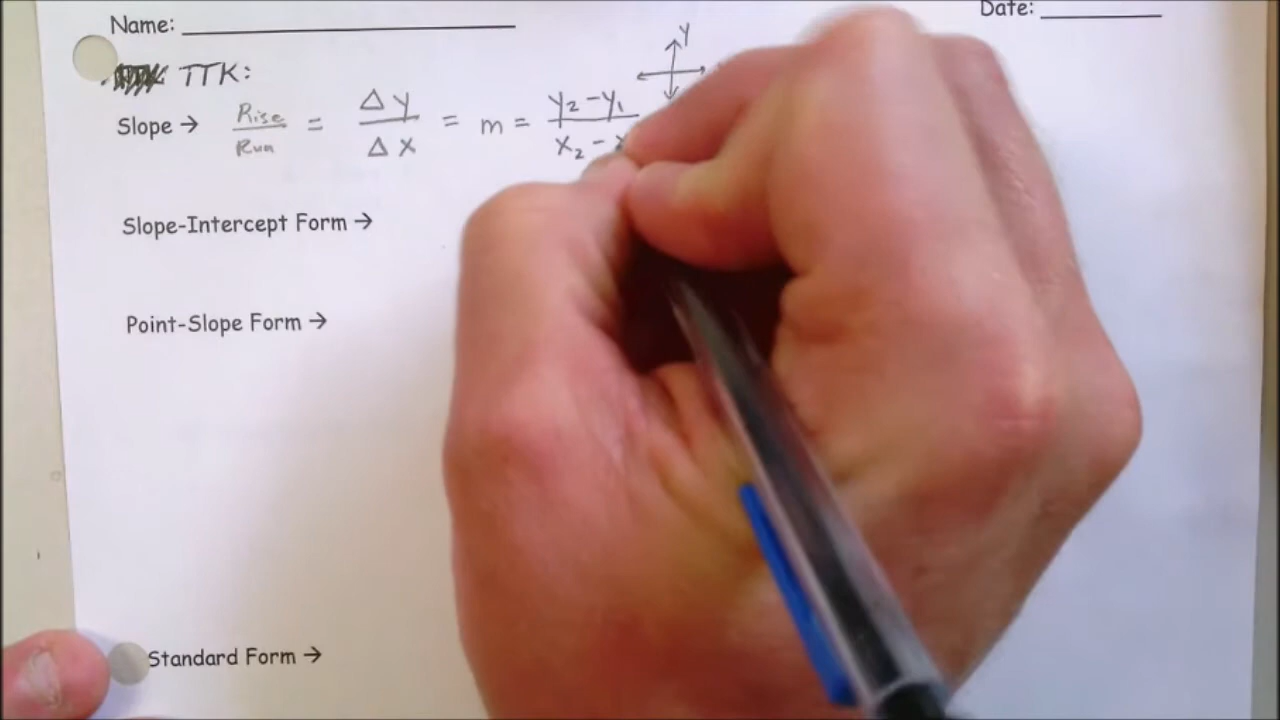 Name: Date:
TTK: Y
Slope → Rise/Run = Δy/Δx = m = y₂-y₁/x₂-
Slope-Intercept Form →
Point-Slope Form →
Standard Form →